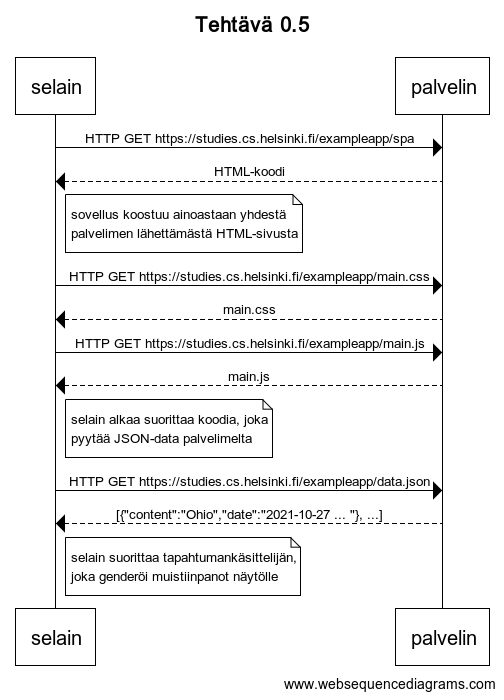 Tehtävä 0.5
selain
palvelin
HTTP GET https://studies.cs.helsinki.fi/exampleapp/spa
HTML-koodi
sovellus koostuu ainoastaan yhdestä
palvelimen lähettämästä HTML-sivusta
HTTP GET https://studies.cs.helsinki.fi/exampleapp/main.css
main.css
HTTP GET https://studies.cs.helsinki.fi/exampleapp/main.js
main.js
selain alkaa suorittaa koodia, joka
pyytää JSON-data palvelimelta
HTTP GET https://studies.cs.helsinki.fi/exampleapp/data.json
[{"content":"Ohio","date":"2021-10-27 ... "}, ...]
selain suorittaa tapahtumankäsittelijän,
joka genderöi muistiinpanot näytölle
selain
palvelin
www.websequencediagrams.com